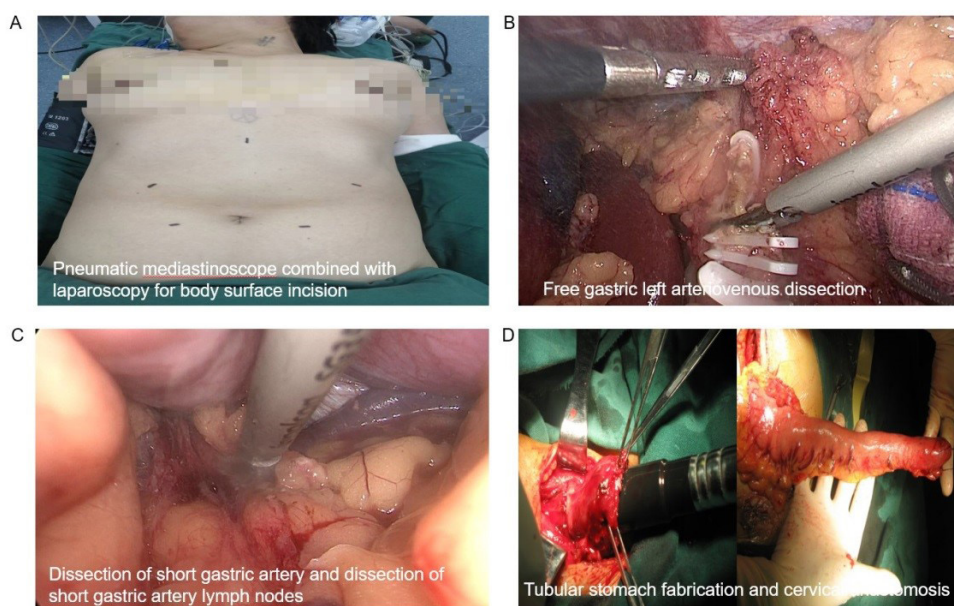 A
Pneumatic mediastinoscope combined with
laparoscopy for body surface incision
B
Free gastric left arteriovenous dissection
C
Dissection of short gastric artery and dissection of
short gastric artery lymph nodes
D
Tubular stomach fabrication and cervical anastomosis